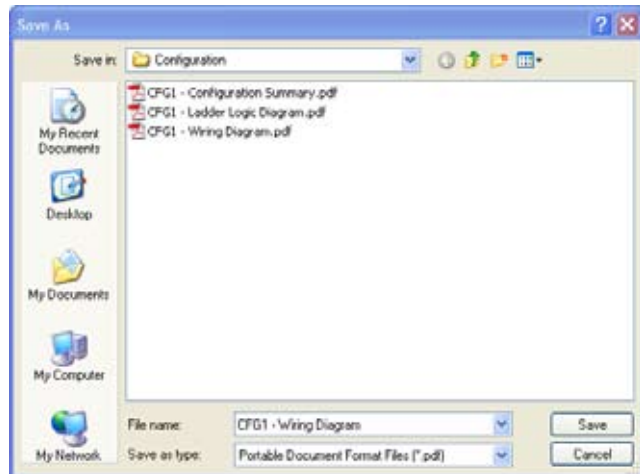 Save As
Save in: Configuration
CFG1 - Configuration Summary.pdf
CFG1 - Ladder Logic Diagram.pdf
CFG1 - Wiring Diagram.pdf
My Recent
Documents
Desktop
My Documents
My Computer
My Network
File name: CFG1 - Wiring Diagram Save
Save as type: Portable Document Format Files (*.pdf) Cancel